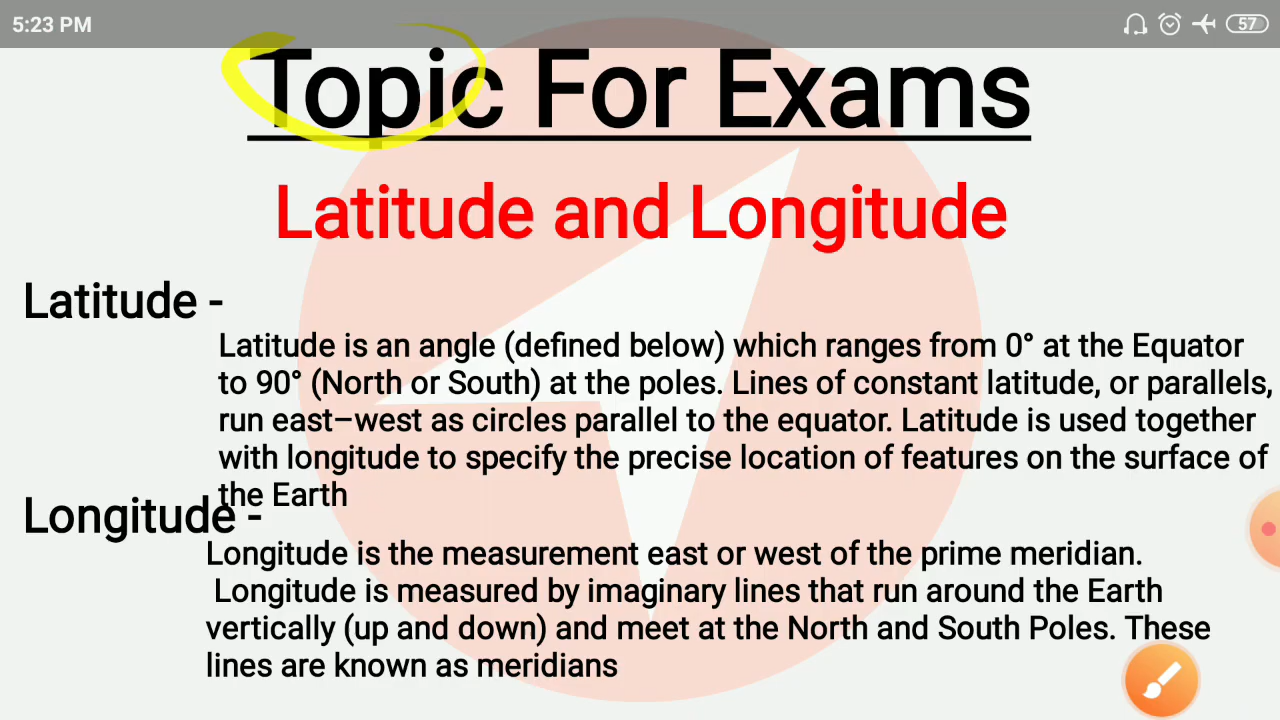 5:23 PM
57
Topic For Exams
Latitude and Longitude
Latitude -
Latitude is an angle (defined below) which ranges from 0° at the Equator
to 90° (North or South) at the poles. Lines of constant latitude, or parallels,
run east–west as circles parallel to the equator. Latitude is used together
with longitude to specify the precise location of features on the surface of
the Earth
Longitude -
Longitude is the measurement east or west of the prime meridian.
Longitude is measured by imaginary lines that run around the Earth
vertically (up and down) and meet at the North and South Poles. These
lines are known as meridians